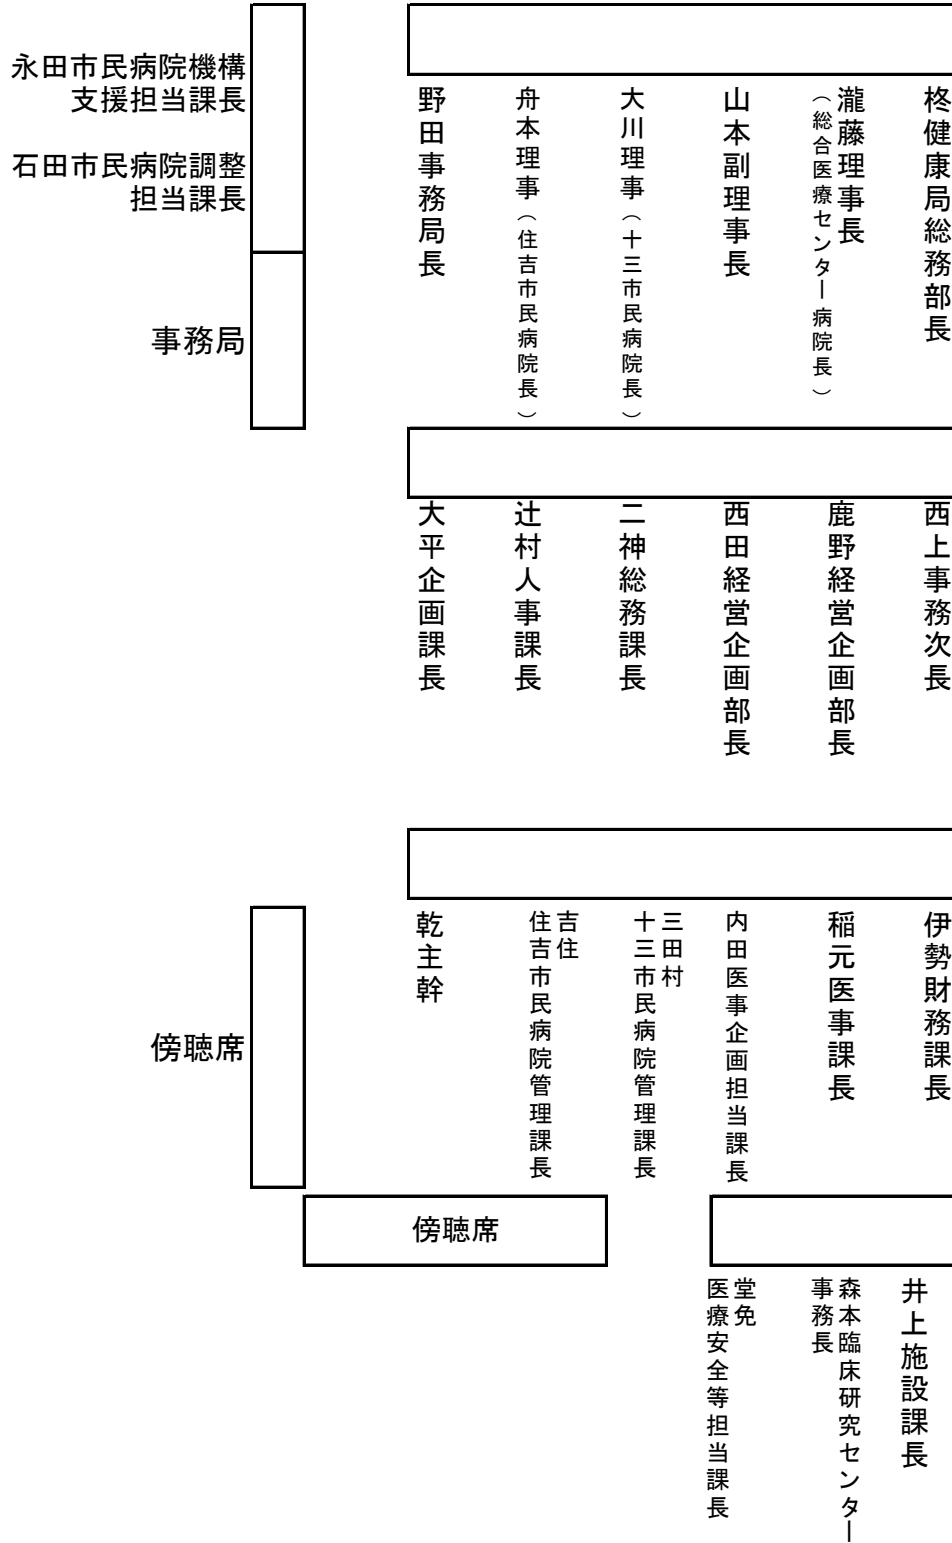 永田市民病院機構
支援担当課長
石田市民病院調整
担当課長
事務局
柊健康局総務部長
瀧藤理事長
（総合医療センター病院長）
山本副理事長
大川理事（十三市民病院長）
舟本理事（住吉市民病院長）
野田事務局長
西上事務次長
鹿野経営企画部長
西田経営企画部長
二神総務課長
辻村人事課長
大平企画課長
傍聴席
伊勢財務課長
稲元医事課長
内田医事企画担当課長
三田村
十三市民病院管理課長
吉住
住吉市民病院管理課長
乾主幹
傍聴席
井上施設課長
森本臨床研究センター
事務長
堂免
医療安全等担当課長